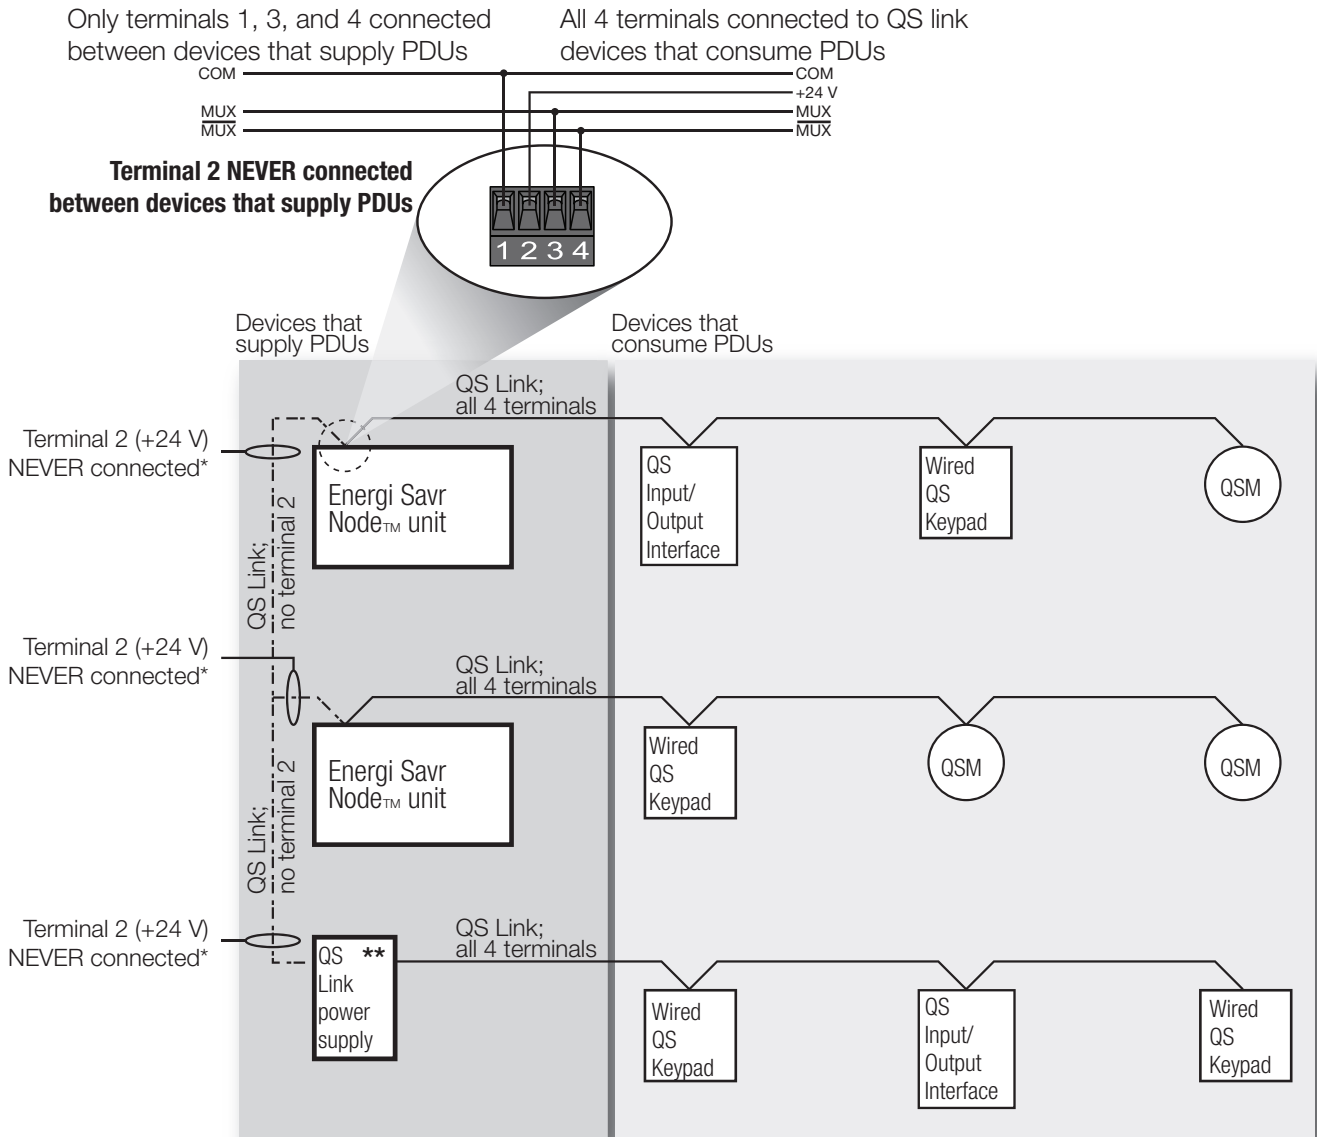 Only terminals 1, 3, and 4 connected
between devices that supply PDUs
All 4 terminals connected to QS link
devices that consume PDUs
COM
COM
+24 V
MUX
MUX
MUX
MUX
Terminal 2 NEVER connected
between devices that supply PDUs
1 2 3 4
Devices that
supply PDUs
Devices that
consume PDUs
QS Link;
all 4 terminals
Terminal 2 (+24 V)
NEVER connected*
Energi Savr
Node™ unit
QS
Input/
Output
Interface
Wired
QS
Keypad
QSM
QS Link;
no terminal 2
Terminal 2 (+24 V)
NEVER connected*
QS Link;
all 4 terminals
Energi Savr
Node™ unit
Wired
QS
Keypad
QSM
QSM
QS Link;
no terminal 2
Terminal 2 (+24 V)
NEVER connected*
QS Link;
all 4 terminals
QS **
Link
power
supply
Wired
QS
Keypad
QS
Input/
Output
Interface
Wired
QS
Keypad